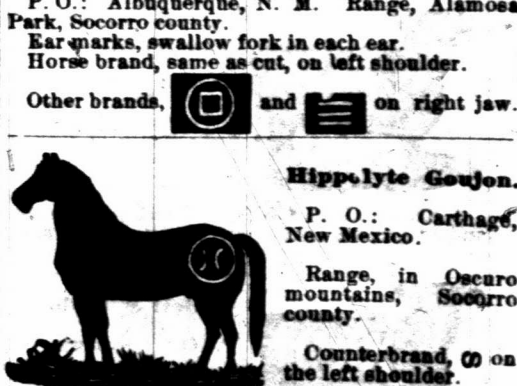 P. O.: Albuquerque, N. M. Range, Alamosa
Park, Socorro county.
Ear marks, swallow fork in each ear.
Horse brand, same as cut, on left shoulder.
Other brands, and on right jaw.
Hippolyte Goujon.
P. O.: Carthage,
New Mexico.
Range, in Oscuro
mountains, Socorro
county.
Counterbrand, on
the left shoulder.